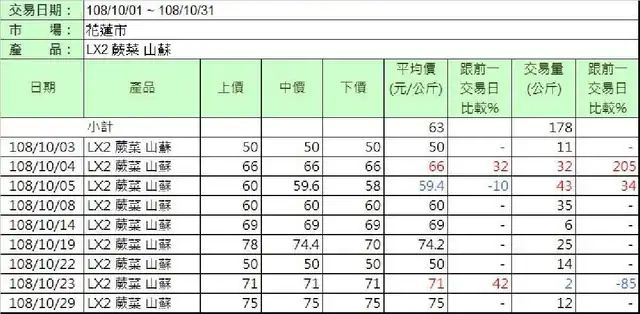 交易日期： 108/10/01 ~ 108/10/31
市　　場： 花蓮市
產　　品： LX2 蕨菜 山蘇
日期 產品 上價 中價 下價 平均價(元/公斤) 跟前一交易日比較% 交易量(公斤) 跟前一交易日比較%
小計 63 178
108/10/03 LX2 蕨菜 山蘇 50 50 50 50 - 11 -
108/10/04 LX2 蕨菜 山蘇 66 66 66 66 32 32 205
108/10/05 LX2 蕨菜 山蘇 60 59.6 58 59.4 -10 43 34
108/10/08 LX2 蕨菜 山蘇 60 60 60 60 - 35 -
108/10/14 LX2 蕨菜 山蘇 69 69 69 69 - 6 -
108/10/19 LX2 蕨菜 山蘇 78 74.4 70 74.2 - 25 -
108/10/22 LX2 蕨菜 山蘇 50 50 50 50 - 14 -
108/10/23 LX2 蕨菜 山蘇 71 71 71 71 42 2 -85
108/10/29 LX2 蕨菜 山蘇 75 75 75 75 - 12 -